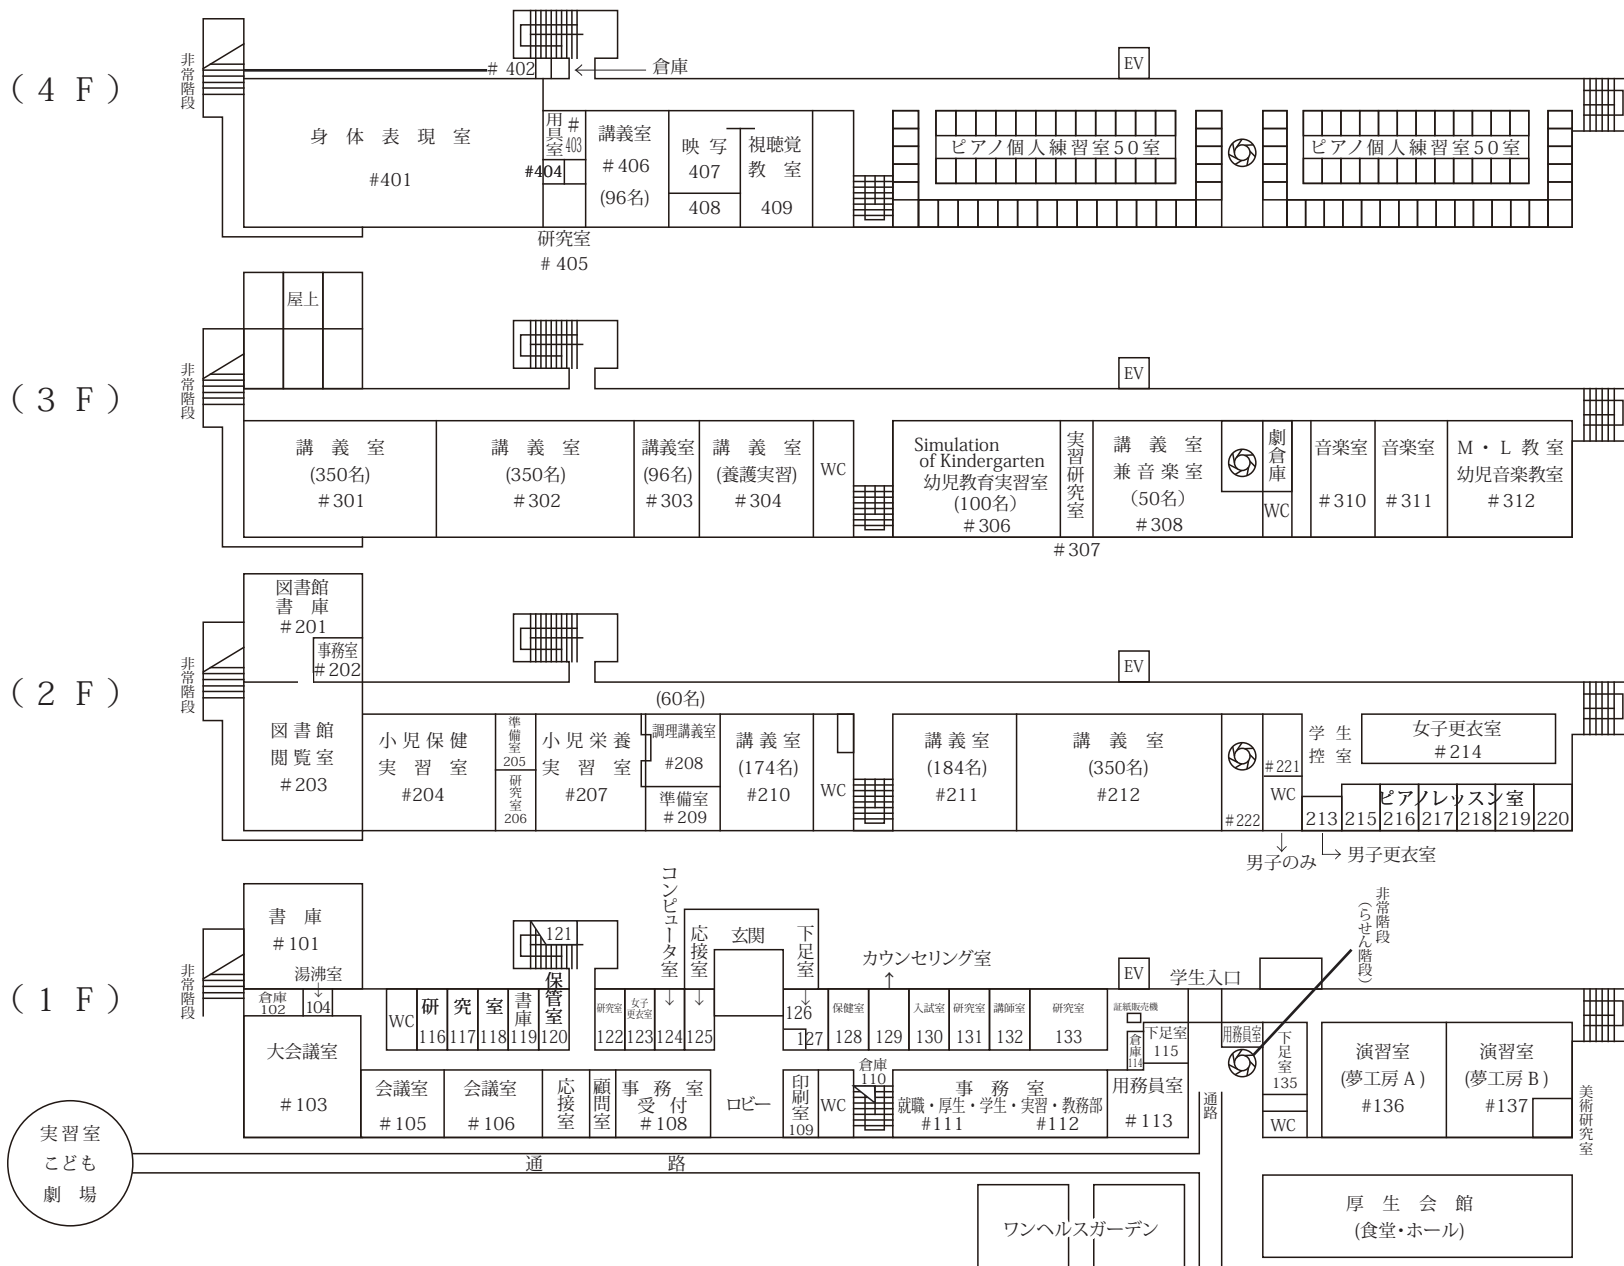 (4 F)
非常階段
# 402
倉庫
EV
身体表現室
#401
用具室
#403
#404
講義室
#406
(96名)
映写
407
408
視聴覚
教室
409
ピアノ個人練習室50室
ピアノ個人練習室50室
研究室
# 405
(3 F)
屋上
非常階段
EV
講義室
(350名)
#301
講義室
(350名)
#302
講義室
(96名)
#303
講義室
(養護実習)
#304
WC
Simulation
of Kindergarten
幼児教育実習室
(100名)
#306
実習研究室
#307
講義室
兼音楽室
(50名)
#308
劇倉庫
WC
音楽室
#310
音楽室
#311
M・L教室
幼児音楽教室
#312
(2 F)
図書館
書庫
#201
事務室
#202
非常階段
EV
図書館
閲覧室
#203
小児保健
実習室
#204
準備室
205
研究室
206
小児栄養
実習室
#207
(60名)
調理講義室
#208
準備室
#209
講義室
(174名)
#210
WC
講義室
(184名)
#211
講義室
(350名)
#212
#222
#221
WC
学生
控室
女子更衣室
#214
ピアノレッスン室
213
215
216
217
218
219
220
男子のみ
男子更衣室
(1 F)
書庫
#101
湯沸室
非常階段
倉庫
102
104
大会議室
#103
WC
研究室
116
117
118
書庫
119
保管室
120
121
研究室
122
女子
更衣室
123
コンピュータ室
124
応接室
125
玄関
下足室
126
127
カウンセリング室
保健室
128
129
入試室
130
研究室
131
講師室
132
研究室
133
EV
学生入口
非常階段
(らせん階段)
証紙販売機
倉庫
114
下足室
115
用務員室
下足室
135
WC
演習室
(夢工房A)
#136
演習室
(夢工房B)
#137
美術研究室
会議室
#105
会議室
#106
応接室
顧問室
事務室
受付
#108
ロビー
印刷室
109
WC
倉庫
110
事務室
就職・厚生・学生・実習・教務部
#111
#112
用務員室
#113
通路
実習室
こども
劇場
通路
ワンヘルスガーデン
厚生会館
(食堂・ホール)